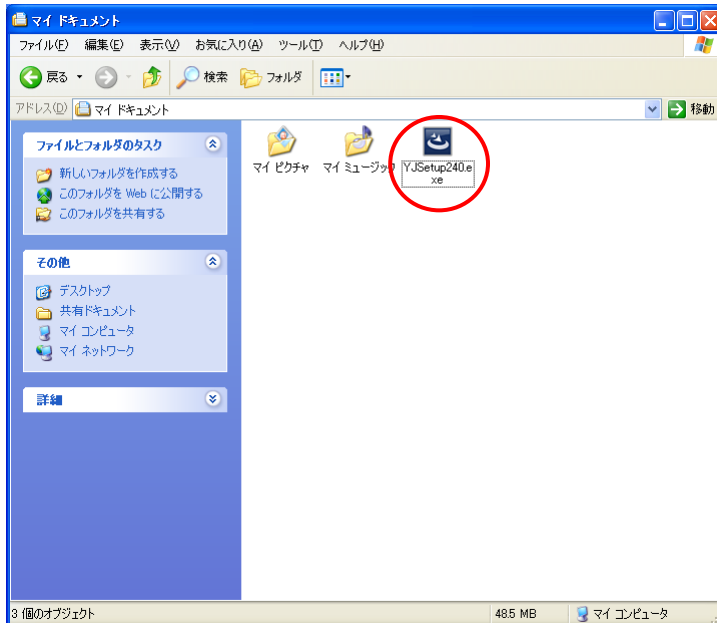 マイ ドキュメント
ファイル(F) 編集(E) 表示(V) お気に入り(A) ツール(T) ヘルプ(H)
戻る 検索 フォルダ
アドレス(D) マイ ドキュメント 移動
ファイルとフォルダのタスク
新しいフォルダを作成する
このフォルダを Web に公開する
このフォルダを共有する
その他
デスクトップ
共有ドキュメント
マイ コンピュータ
マイ ネットワーク
詳細
マイ ピクチャ
マイ ミュージック
YJSetup240.e
xe
3 個のオブジェクト 48.5 MB マイ コンピュータ